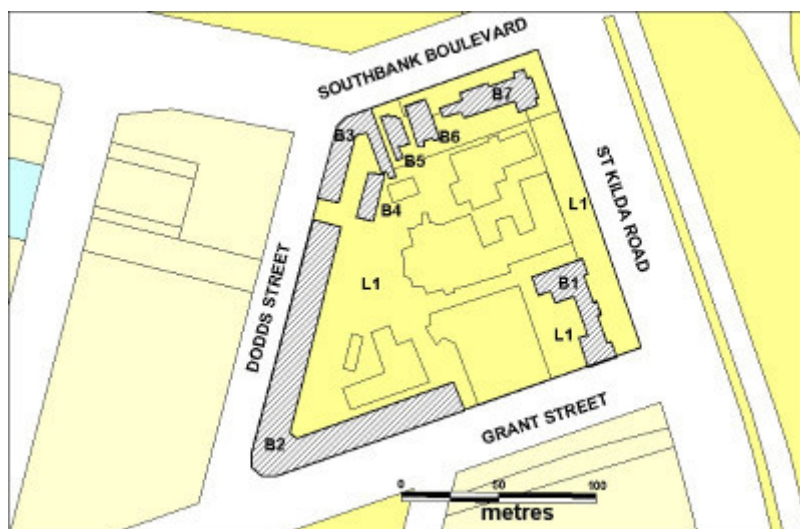 SOUTHBANK BOULEVARD
B7
B3
B6
B5
B4
ST KILDA ROAD
L1
DODDS STREET
L1
B1
L1
GRANT STREET
B2
0 50 100
metres